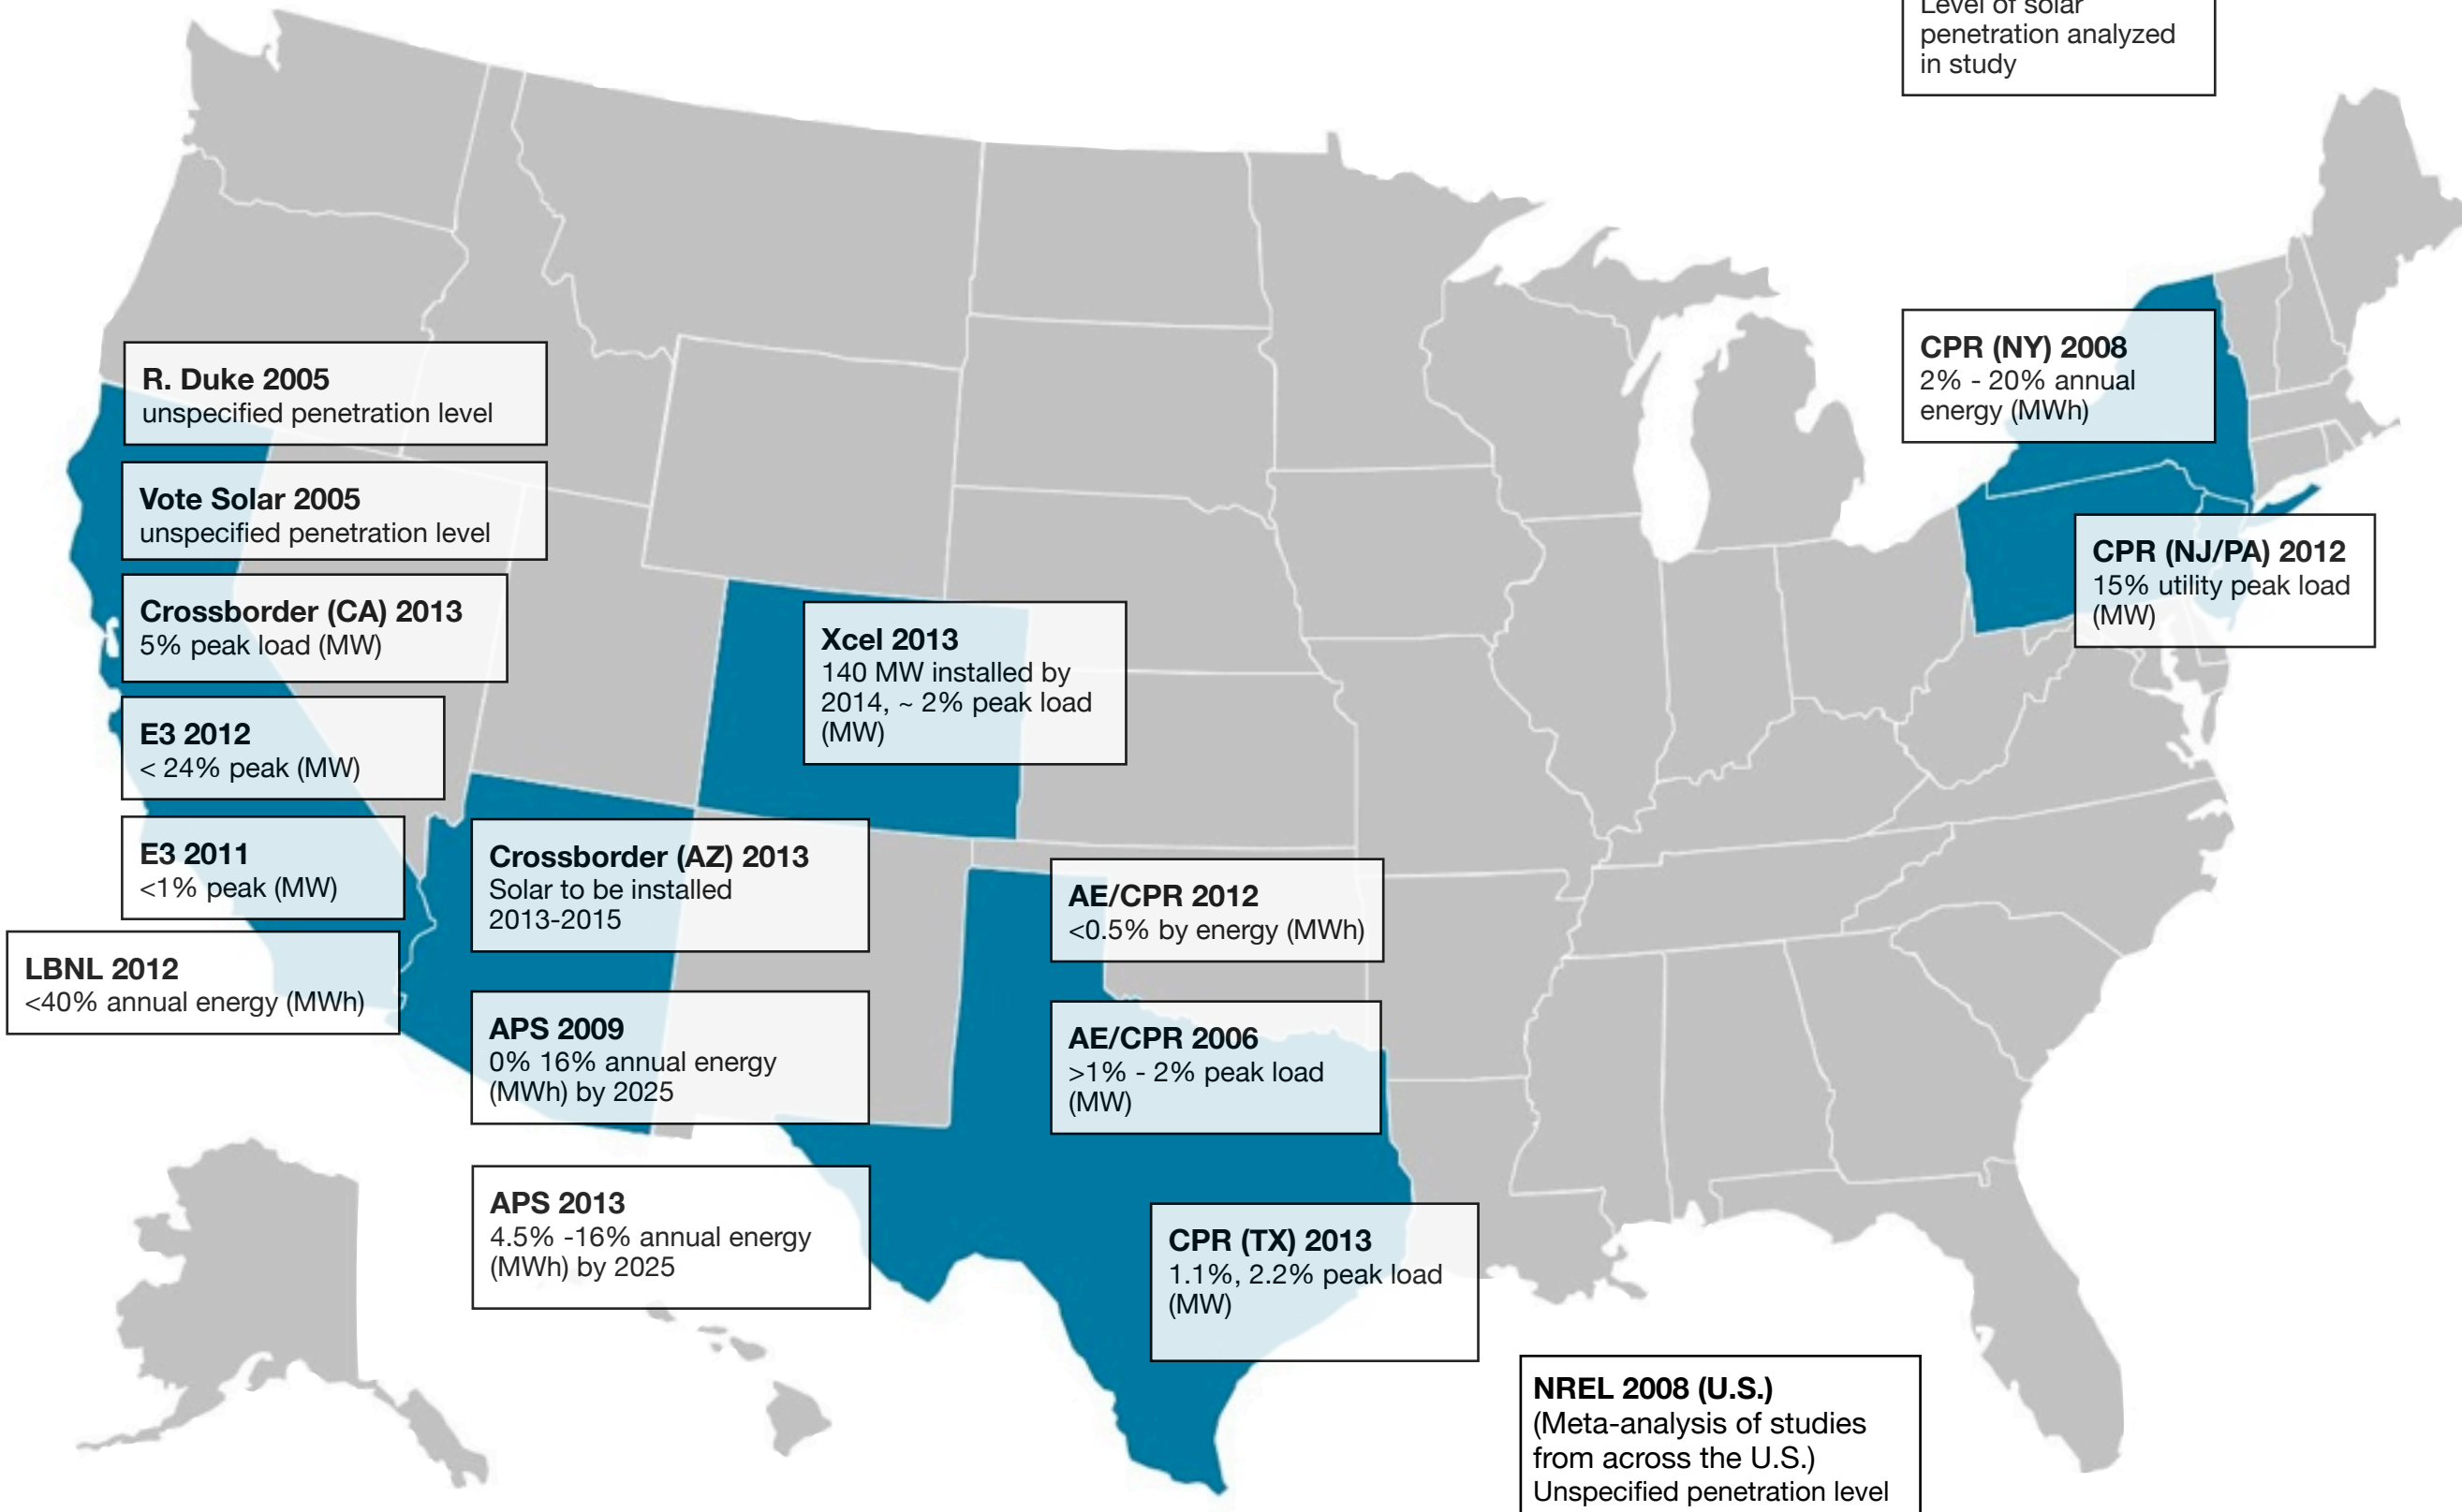 Level of solar
penetration analyzed
in study
CPR (NY) 2008
2% - 20% annual
energy (MWh)
R. Duke 2005
unspecified penetration level
Vote Solar 2005
unspecified penetration level
CPR (NJ/PA) 2012
15% utility peak load
(MW)
Crossborder (CA) 2013
5% peak load (MW)
Xcel 2013
140 MW installed by
2014, ~ 2% peak load
(MW)
E3 2012
< 24% peak (MW)
E3 2011
<1% peak (MW)
Crossborder (AZ) 2013
Solar to be installed
2013-2015
AE/CPR 2012
<0.5% by energy (MWh)
LBNL 2012
<40% annual energy (MWh)
APS 2009
0% 16% annual energy
(MWh) by 2025
AE/CPR 2006
>1% - 2% peak load
(MW)
APS 2013
4.5% -16% annual energy
(MWh) by 2025
CPR (TX) 2013
1.1%, 2.2% peak load
(MW)
NREL 2008 (U.S.)
(Meta-analysis of studies
from across the U.S.)
Unspecified penetration level